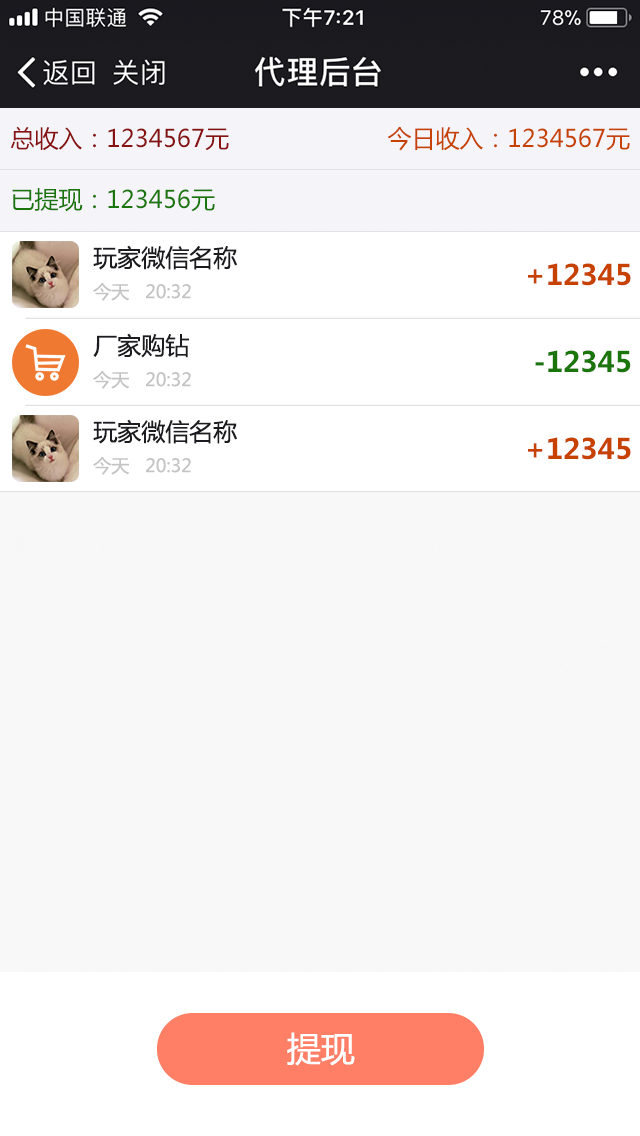 中国联通 下午7:21 78%
返回 关闭 代理后台
总收入：1234567元 今日收入：1234567元
已提现：123456元
玩家微信名称
+12345
今天 20:32
厂家购钻
-12345
今天 20:32
玩家微信名称
+12345
今天 20:32
提现